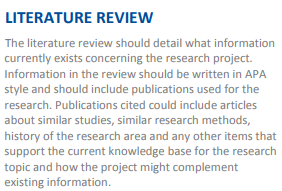 LITERATURE REVIEW
The literature review should detail what information
currently exists concerning the research project.
Information in the review should be written in APA
style and should include publications used for the
research. Publications cited could include articles
about similar studies, similar research methods,
history of the research area and any other items that
support the current knowledge base for the research
topic and how the project might complement
existing information.